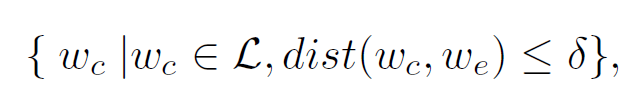 { w_c | w_c ∈ ℒ, dist(w_c, w_e) ≤ δ},